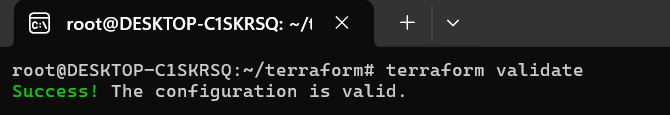 root@DESKTOP-C1SKRSQ: ~/t
root@DESKTOP-C1SKRSQ:~/terraform# terraform validate
Success! The configuration is valid.